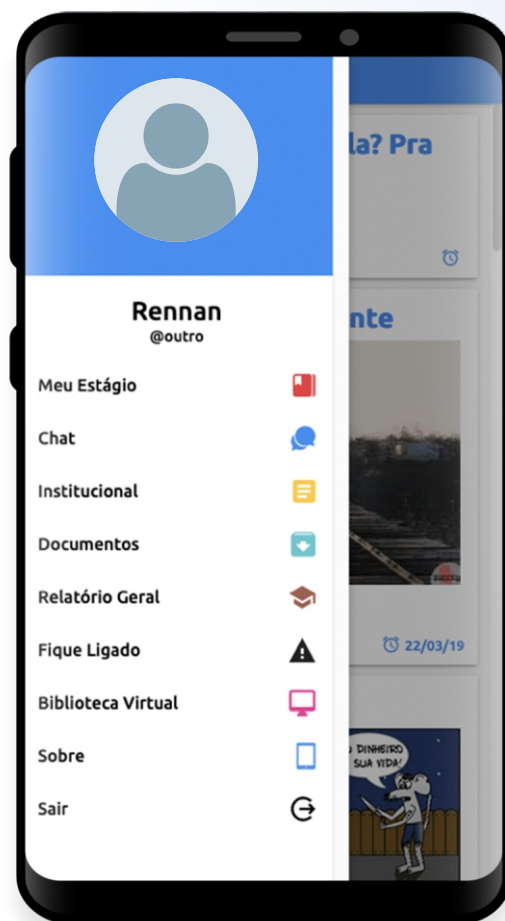 Rennan
@outro
Meu Estágio
Chat
Institucional
Documentos
Relatório Geral
Fique Ligado
Biblioteca Virtual
Sobre
Sair
la? Pra
nte
22/03/19
DINHEIRO
SUA VIDA!